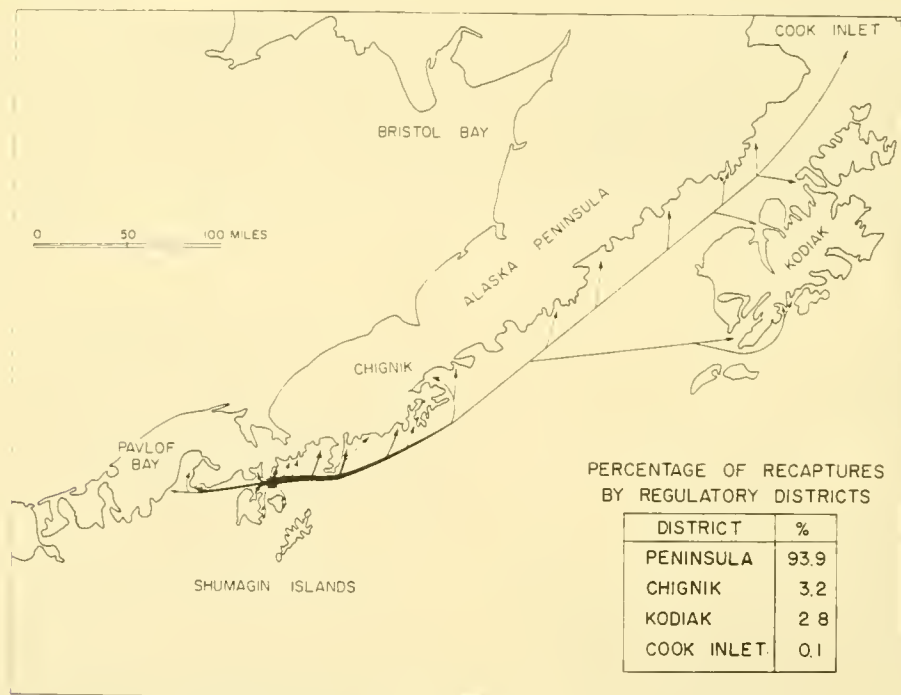 COOK INLET
BRISTOL BAY
0 50 100 MILES
ALASKA PENINSULA
KODIAK
CHIGNIK
PAVLOF
BAY
SHUMAGIN ISLANDS
PERCENTAGE OF RECAPTURES
BY REGULATORY DISTRICTS
DISTRICT %
PENINSULA 93.9
CHIGNIK 3.2
KODIAK 2 8
COOK INLET 0.1